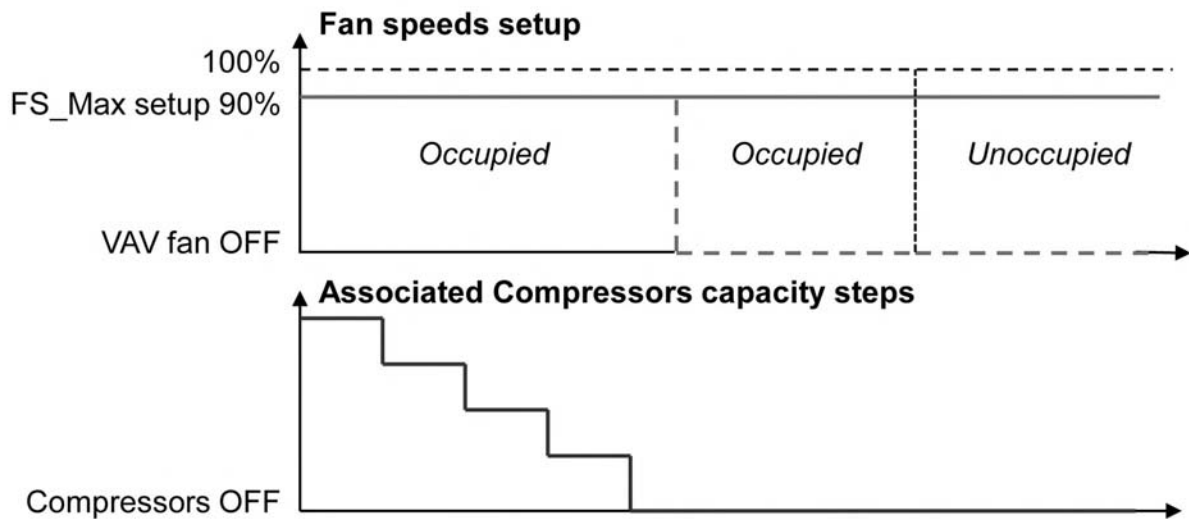 Fan speeds setup
100%
FS_Max setup 90%
Occupied Occupied Unoccupied
VAV fan OFF
Associated Compressors capacity steps
Compressors OFF